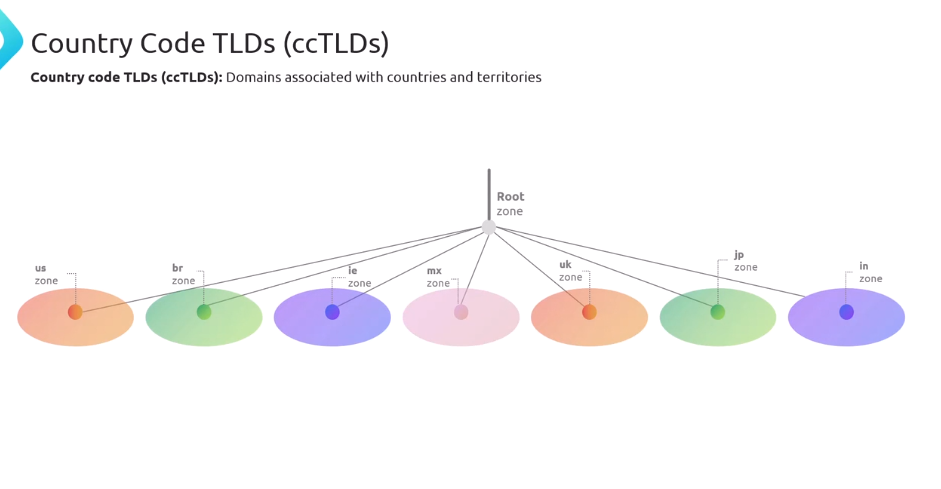 Country Code TLDs (ccTLDs)
Country code TLDs (ccTLDs): Domains associated with countries and territories
Root
zone
us
zone
br
zone
ie
zone
mx
zone
uk
zone
jp
zone
in
zone